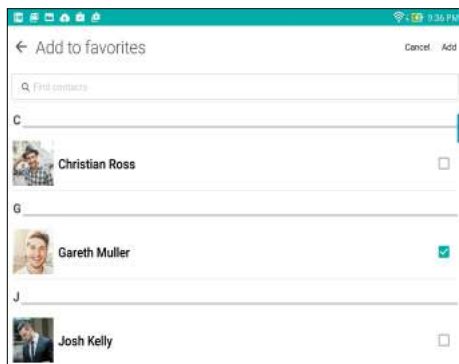 9:36 PM
Add to favorites
Cancel Add
Find contacts
C
Christian Ross
G
Gareth Muller
J
Josh Kelly